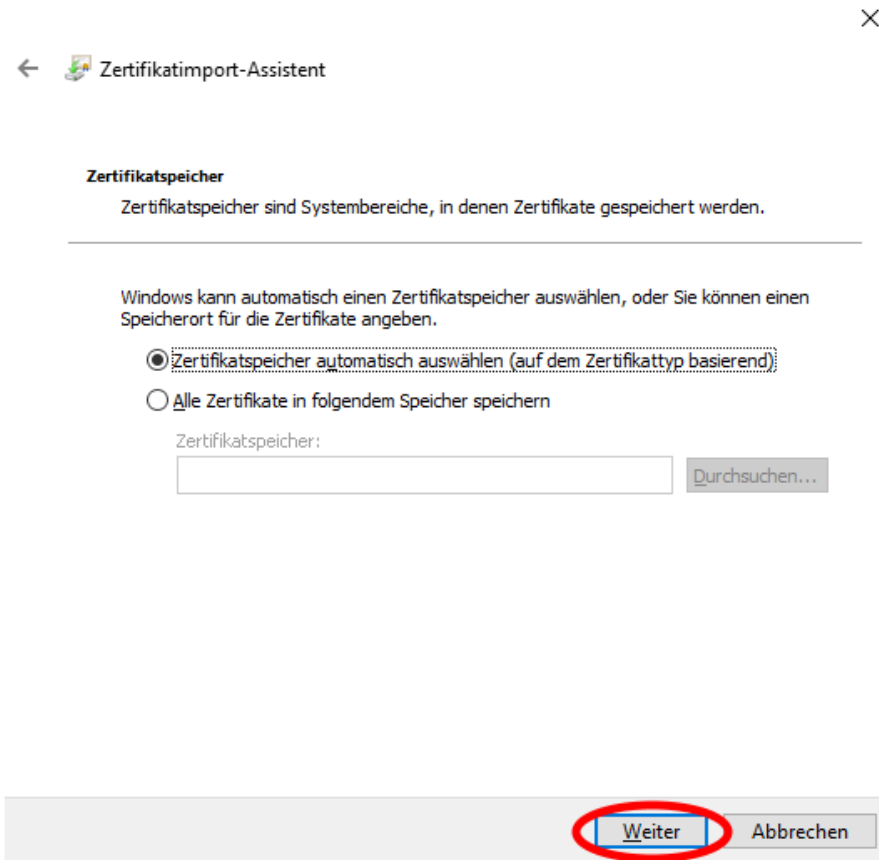 Zertifikatimport-Assistent
Zertifikatspeicher
Zertifikatspeicher sind Systembereiche, in denen Zertifikate gespeichert werden.
Windows kann automatisch einen Zertifikatspeicher auswählen, oder Sie können einen
Speicherort für die Zertifikate angeben.
Zertifikatspeicher automatisch auswählen (auf dem Zertifikattyp basierend)
Alle Zertifikate in folgendem Speicher speichern
Zertifikatspeicher:
Durchsuchen...
Weiter Abbrechen